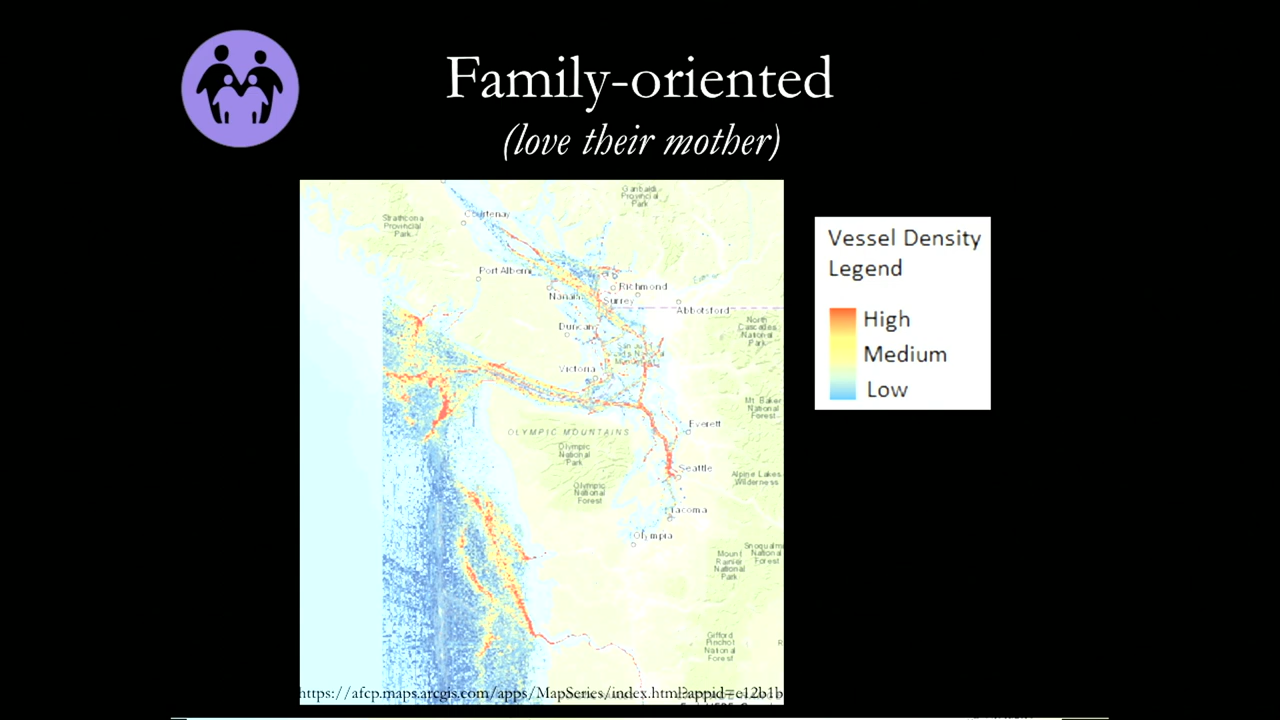 Family-oriented
(love their mother)
Garibaldi
Provincial
Park
Strathcona
Provincial
Park
Courtenay
Port Alberni
Richmond
Nanaimo
Surrey
Abbotsford
North
Cascades
National
Park
Duncan
Victoria
Mt. Baker
National
Forest
Everett
OLYMPIC MOUNTAINS
Olympic
National
Park
Seattle
Alpine Lakes
Wilderness
Olympic
National
Forest
Tacoma
Olympia
Mount
Rainier
National
Park
Snoqualm
National
Forest
Gifford
Pinchot
National
Forest
https://afcp.maps.arcgis.com/apps/MapSeries/index.html?appid=e12b1b
Vessel Density
Legend
High
Medium
Low